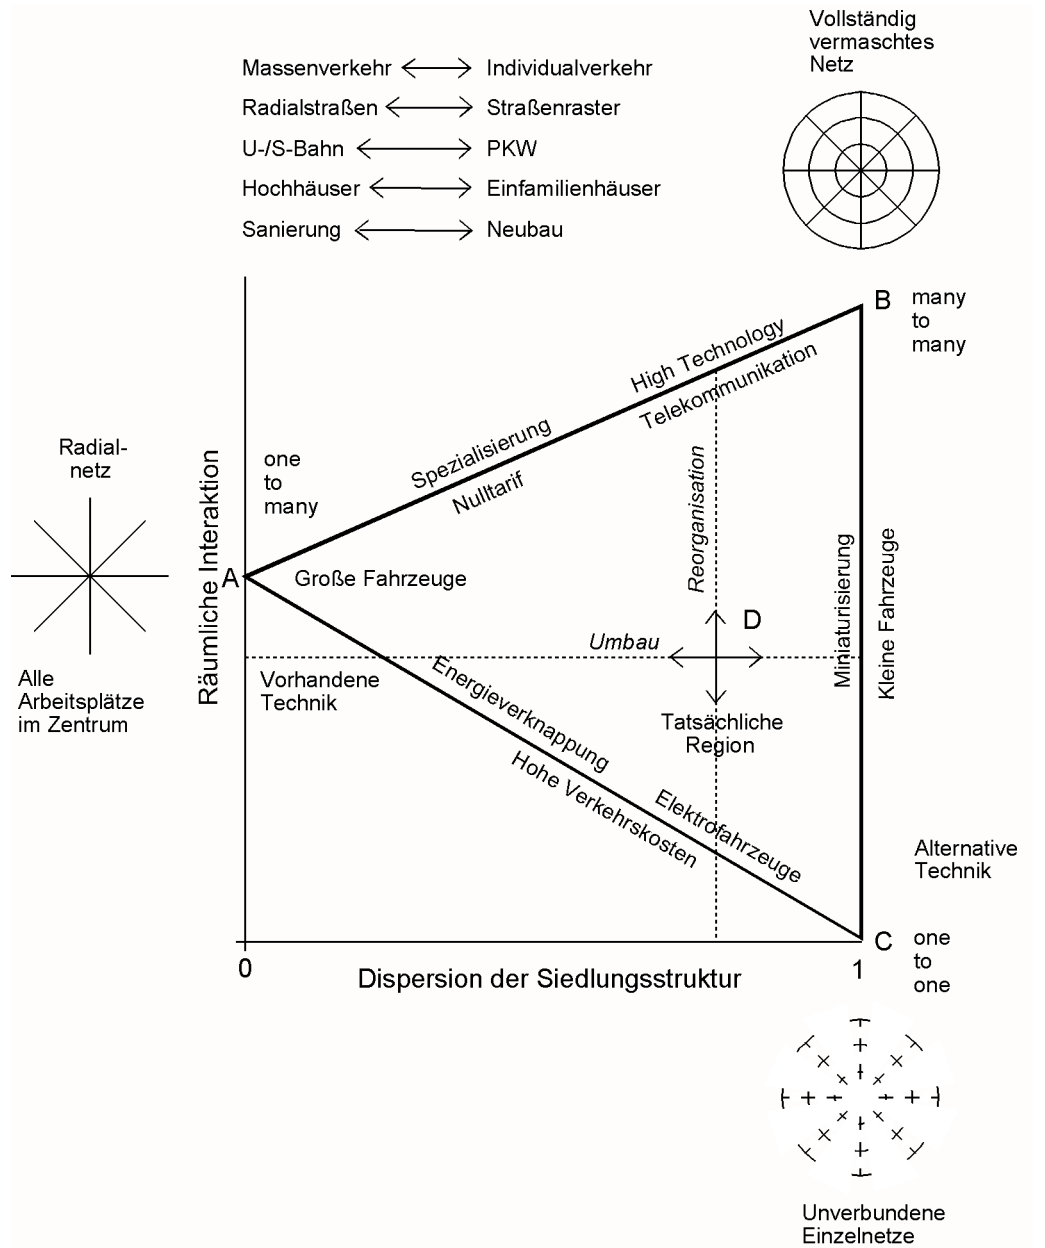 Vollständig
vermaschtes
Netz
Massenverkehr Individualverkehr
Radialstraßen Straßenraster
U-/S-Bahn PKW
Hochhäuser Einfamilienhäuser
Sanierung Neubau
B
many
to
many
High Technology
Telekommunikation
Spezialisierung
Nulltarif
Radial-
netz
one
to
many
Räumliche Interaktion
Reorganisation
A
Große Fahrzeuge
Miniaturisierung
Kleine Fahrzeuge
D
Umbau
Alle
Arbeitsplätze
im Zentrum
Vorhandene
Technik
Energieverknappung
Hohe Verkehrskosten
Tatsächliche
Region
Elektrofahrzeuge
Alternative
Technik
C
one
to
one
0
1
Dispersion der Siedlungsstruktur
Unverbundene
Einzelnetze